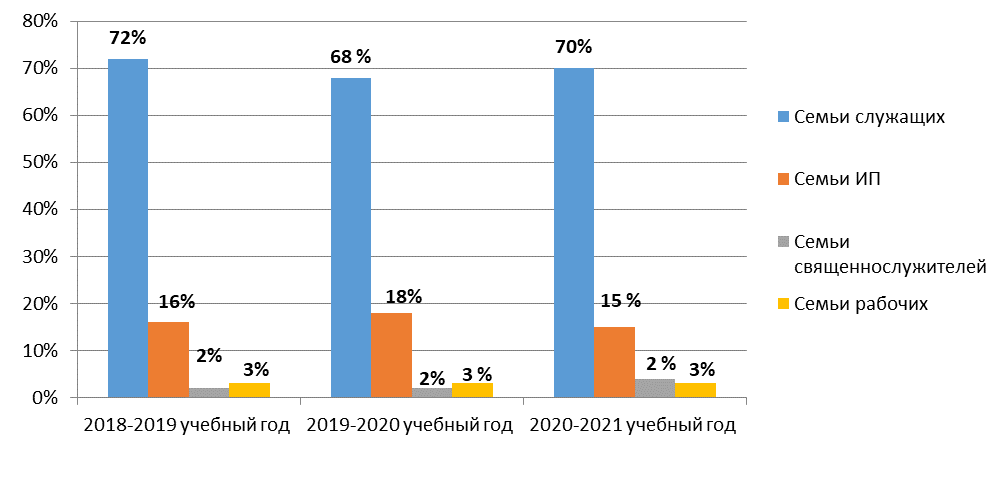 80%
70%
60%
50%
40%
30%
20%
10%
0%
72%
16%
2%
3%
68 %
18%
2%
3 %
70%
15 %
2 %
3%
2018-2019 учебный год
2019-2020 учебный год
2020-2021 учебный год
Семьи служащих
Семьи ИП
Семьи
священнослужителей
Семьи рабочих